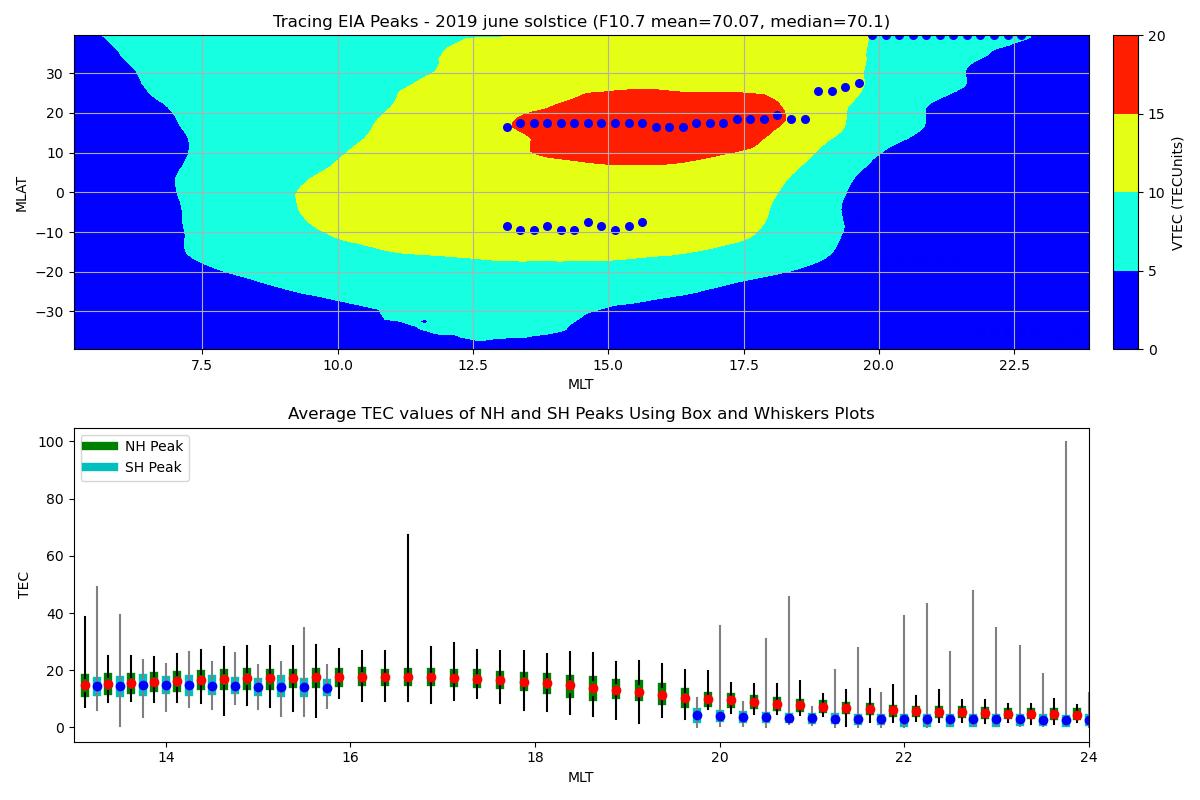 Tracing EIA Peaks - 2019 june solstice (F10.7 mean=70.07, median=70.1)
30
20
10
0
−10
−20
−30
MLAT
7.5 10.0 12.5 15.0 17.5 20.0 22.5
MLT
20
15
10
5
0
VTEC (TECUnits)
Average TEC values of NH and SH Peaks Using Box and Whiskers Plots
NH Peak
SH Peak
100
80
60
40
20
0
TEC
14 16 18 20 22 24
MLT